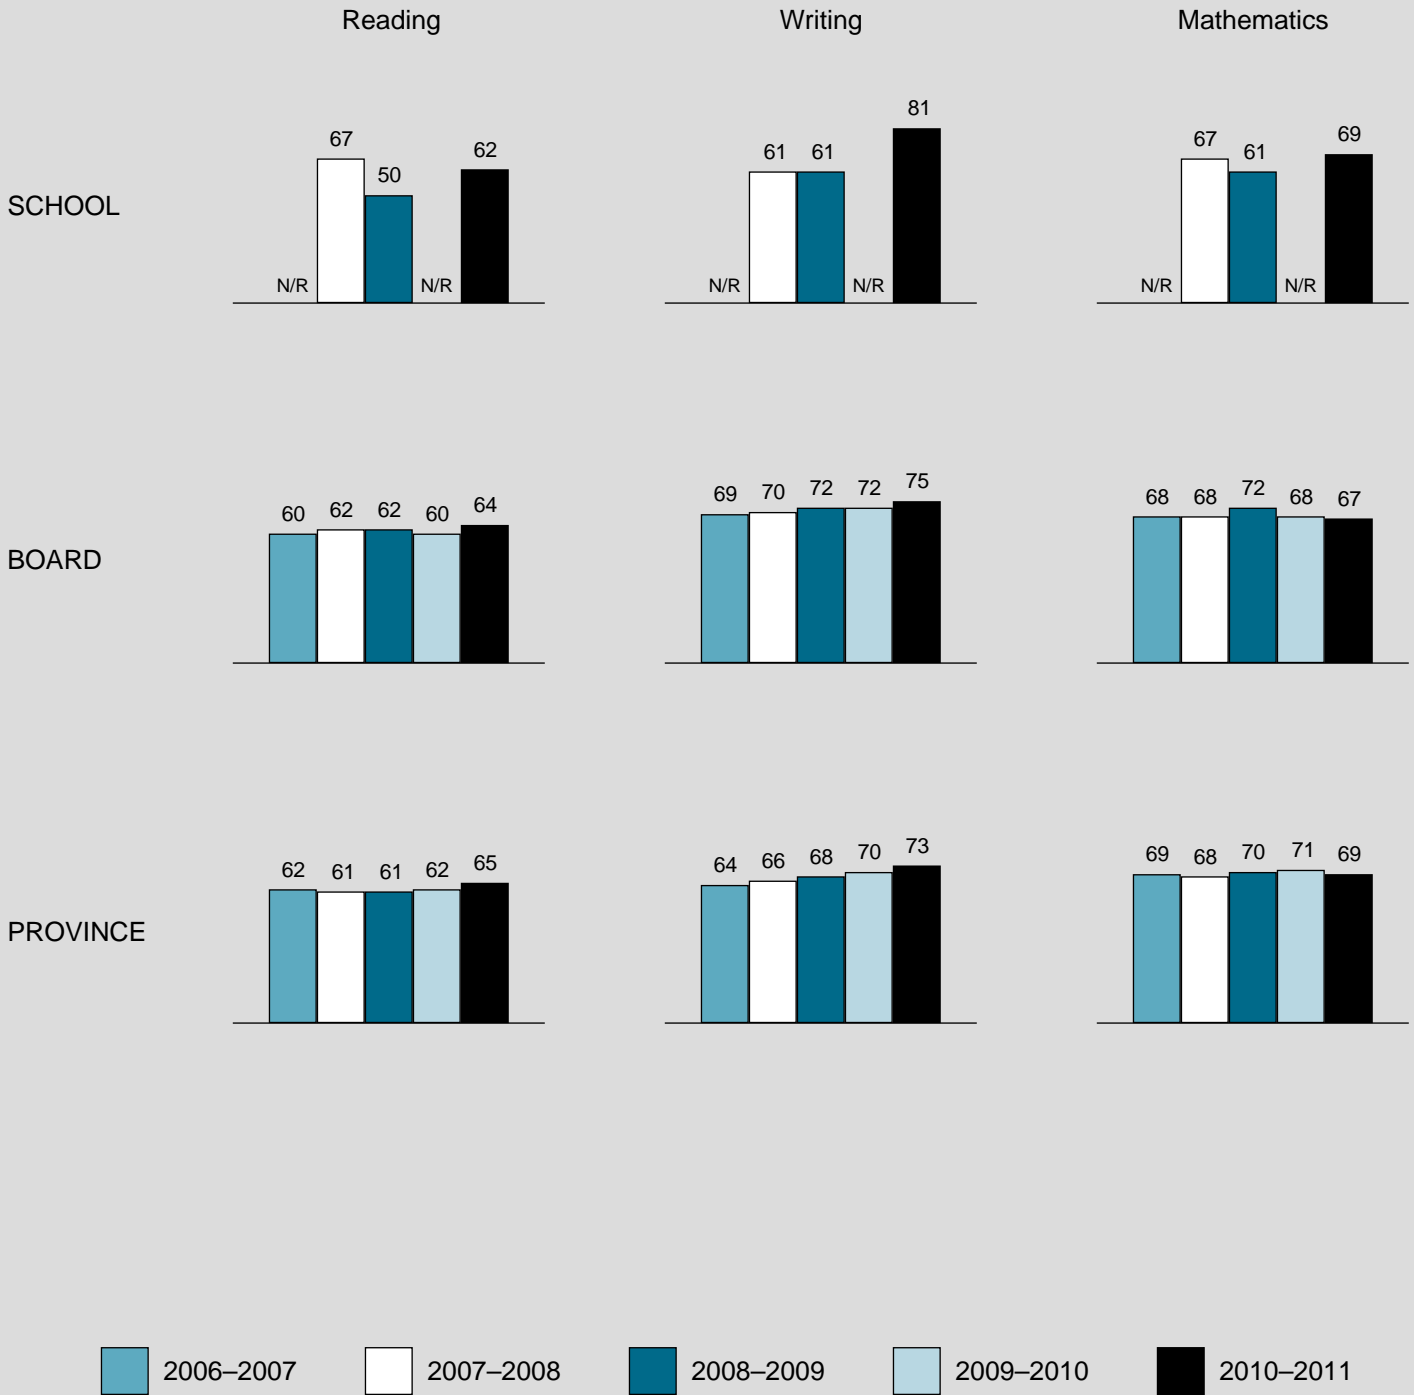 Reading Writing Mathematics
SCHOOL
N/R 67 50 N/R 62
N/R 61 61 N/R 81
N/R 67 61 N/R 69
BOARD
60 62 62 60 64
69 70 72 72 75
68 68 72 68 67
PROVINCE
62 61 61 62 65
64 66 68 70 73
69 68 70 71 69
2006–2007 2007–2008 2008–2009 2009–2010 2010–2011